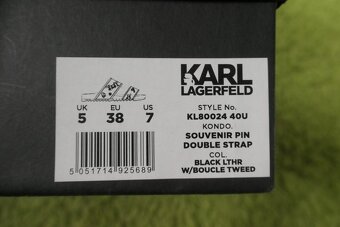 KARL
LAGERFELD
UK EU US
5 38 7
STYLE No.
KL80024 40U
KONDO.
SOUVENIR PIN
DOUBLE STRAP
COL.
BLACK LTHR
W/BOUCLE TWEED
5 051714 925689